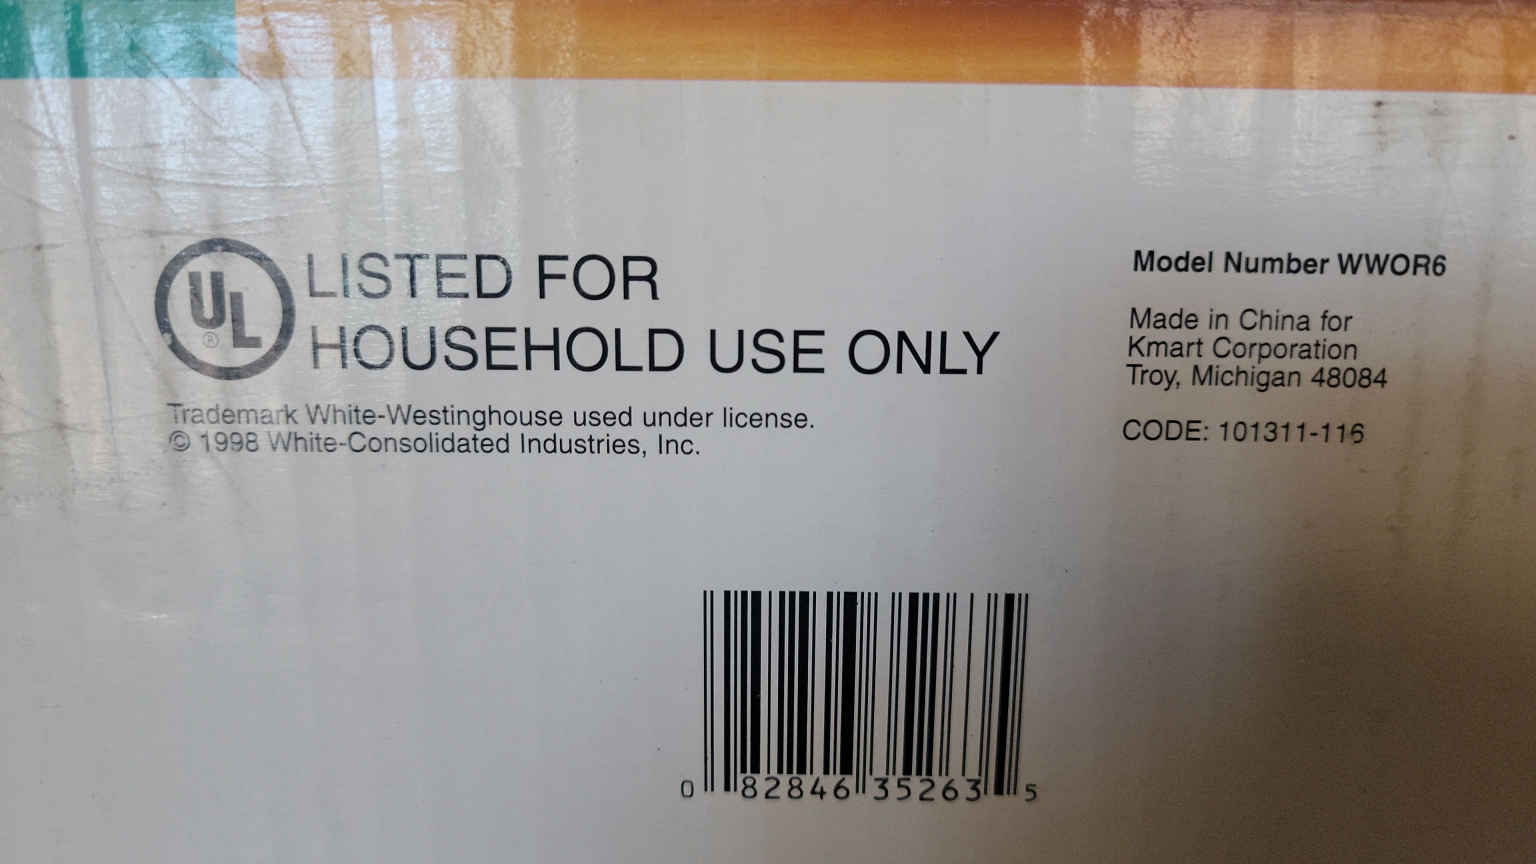 UL ® LISTED FOR
HOUSEHOLD USE ONLY
Trademark White-Westinghouse used under license.
© 1998 White-Consolidated Industries, Inc.
Model Number WWOR6
Made in China for
Kmart Corporation
Troy, Michigan 48084
CODE: 101311-116
0 82846 35263 5